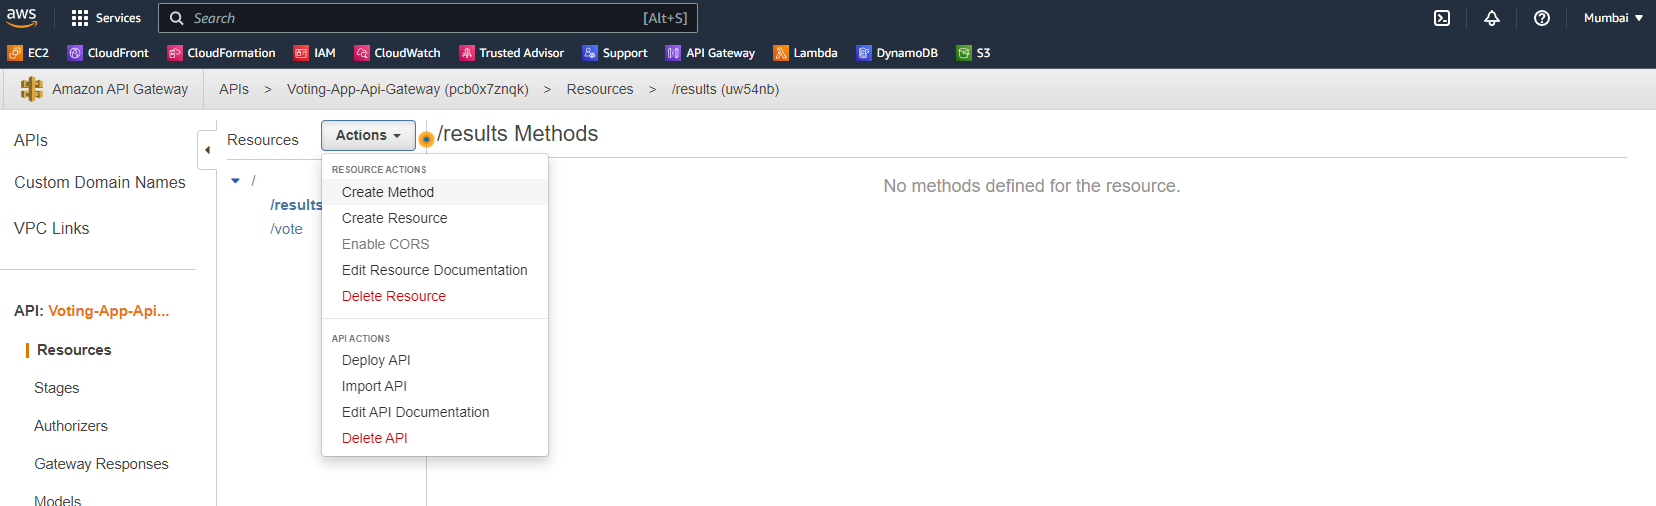 aws Services Search [Alt+S] Mumbai
EC2 CloudFront CloudFormation IAM CloudWatch Trusted Advisor Support API Gateway Lambda DynamoDB S3
Amazon API Gateway APIs > Voting-App-Api-Gateway (pcb0x7znqk) > Resources > /results (uw54nb)
APIs
Custom Domain Names
VPC Links
API: Voting-App-Api...
Resources
Stages
Authorizers
Gateway Responses
Models
Resources Actions
/
/results
/vote
RESOURCE ACTIONS
Create Method
Create Resource
Enable CORS
Edit Resource Documentation
Delete Resource
API ACTIONS
Deploy API
Import API
Edit API Documentation
Delete API
/results Methods
No methods defined for the resource.